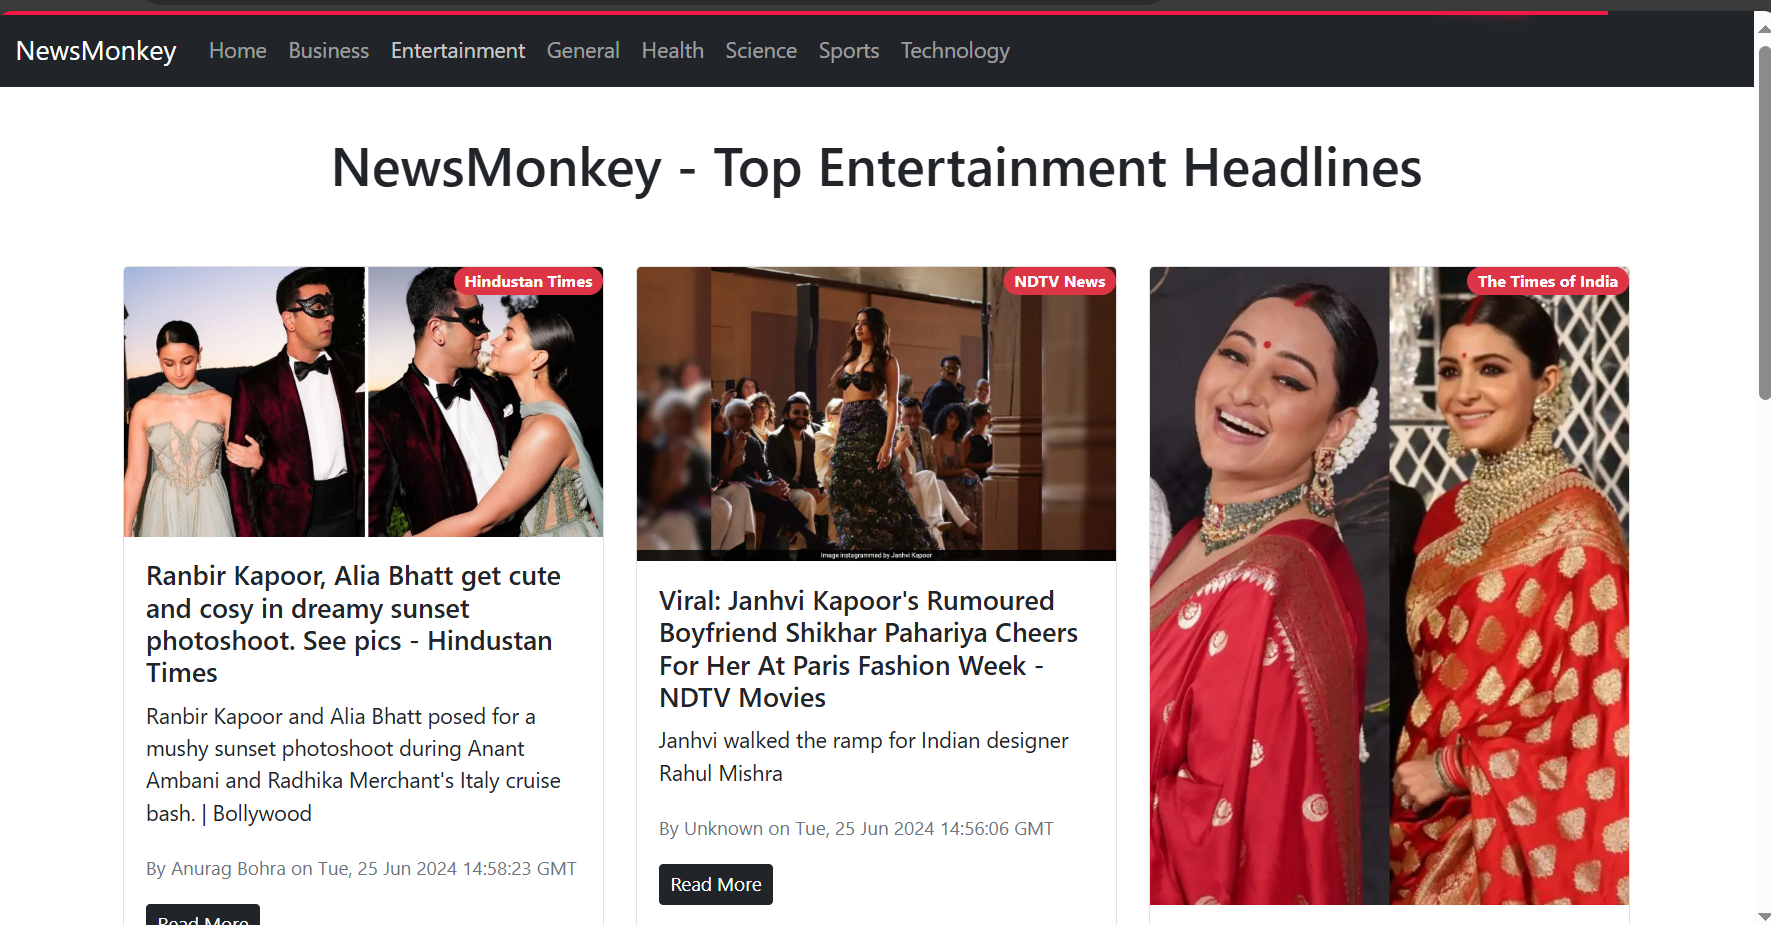 NewsMonkey Home Business Entertainment General Health Science Sports Technology
NewsMonkey - Top Entertainment Headlines
Hindustan Times
Ranbir Kapoor, Alia Bhatt get cute
and cosy in dreamy sunset
photoshoot. See pics - Hindustan
Times
Ranbir Kapoor and Alia Bhatt posed for a
mushy sunset photoshoot during Anant
Ambani and Radhika Merchant's Italy cruise
bash. | Bollywood
By Anurag Bohra on Tue, 25 Jun 2024 14:58:23 GMT
Read More
NDTV News
Image instagrammed by Janhvi Kapoor
Viral: Janhvi Kapoor's Rumoured
Boyfriend Shikhar Pahariya Cheers
For Her At Paris Fashion Week -
NDTV Movies
Janhvi walked the ramp for Indian designer
Rahul Mishra
By Unknown on Tue, 25 Jun 2024 14:56:06 GMT
Read More
The Times of India